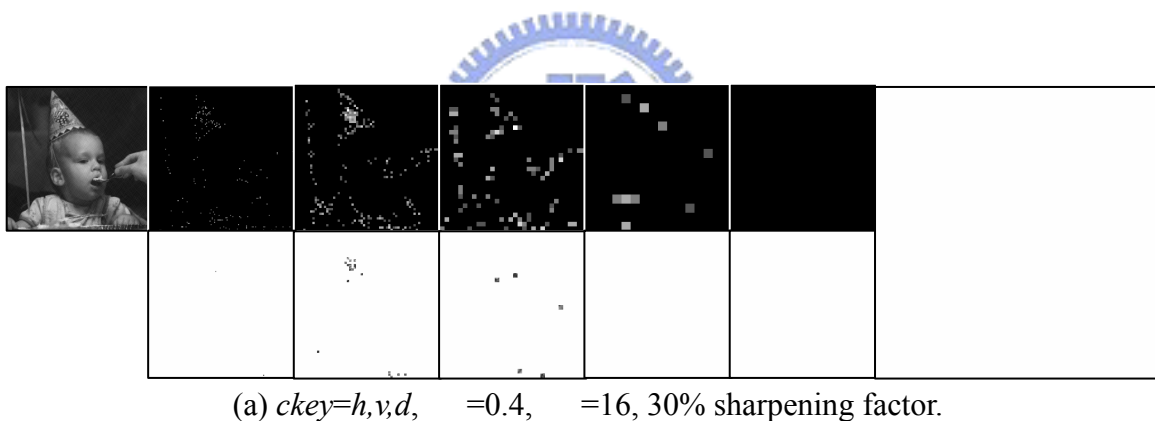 (a) ckey=h,v,d, =0.4, =16, 30% sharpening factor.